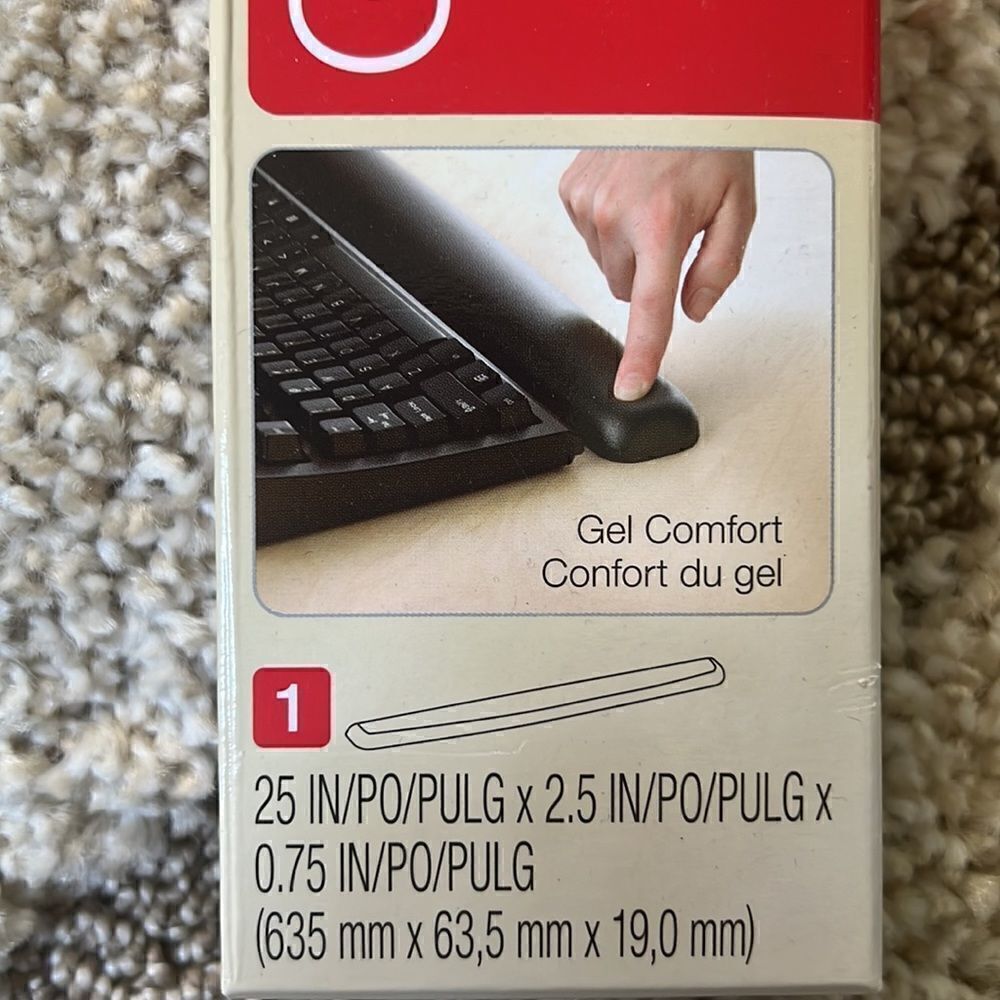 Gel Comfort
Confort du gel
1
25 IN/PO/PULG x 2.5 IN/PO/PULG x
0.75 IN/PO/PULG
(635 mm x 63,5 mm x 19,0 mm)